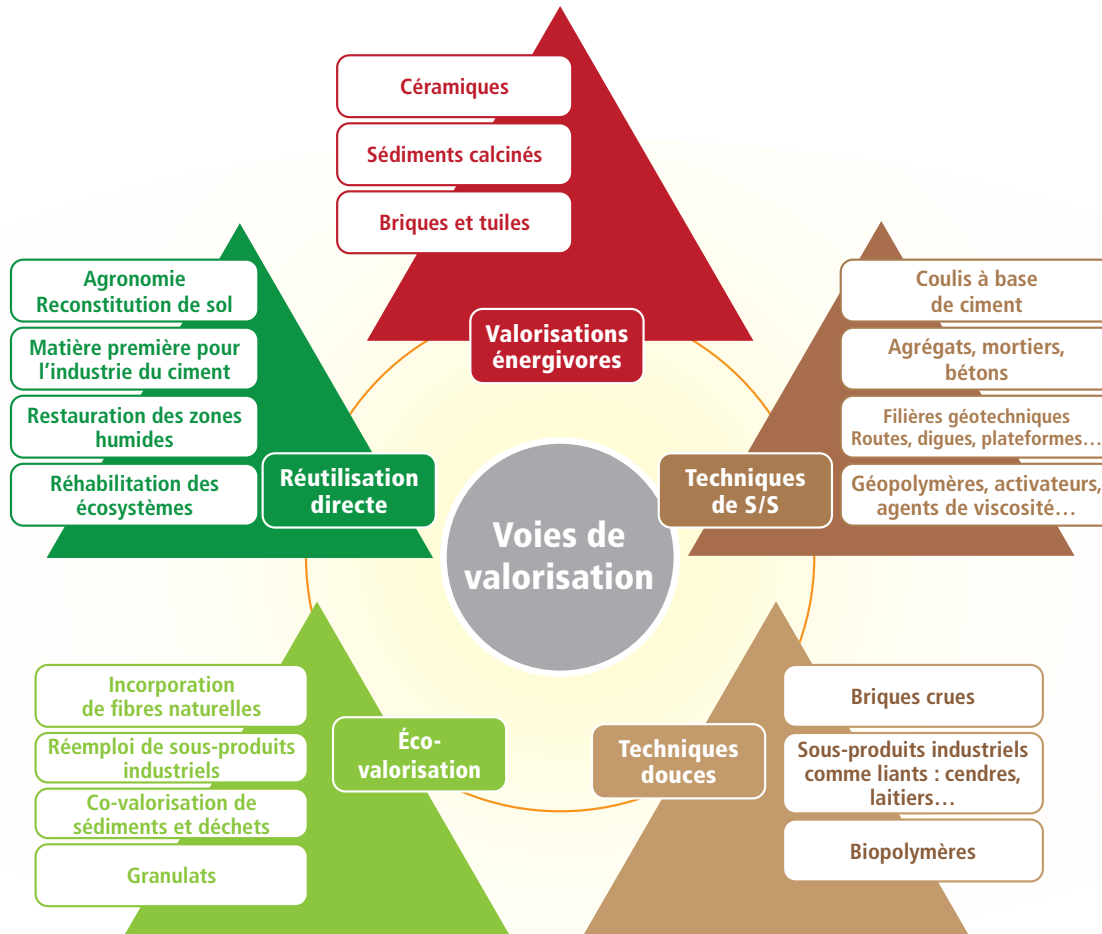 Céramiques
Sédiments calcinés
Briques et tuiles
Valorisations
énergivores
Agronomie
Reconstitution de sol
Matière première pour
l'industrie du ciment
Restauration des zones
humides
Réhabilitation des
écosystèmes
Réutilisation
directe
Coulis à base
de ciment
Agrégats, mortiers,
bétons
Filières géotechniques
Routes, digues, plateformes…
Géopolymères, activateurs,
agents de viscosité…
Techniques
de S/S
Voies de
valorisation
Incorporation
de fibres naturelles
Réemploi de sous-produits
industriels
Co-valorisation de
sédiments et déchets
Granulats
Éco-
valorisation
Techniques
douces
Briques crues
Sous-produits industriels
comme liants : cendres,
laitiers…
Biopolymères